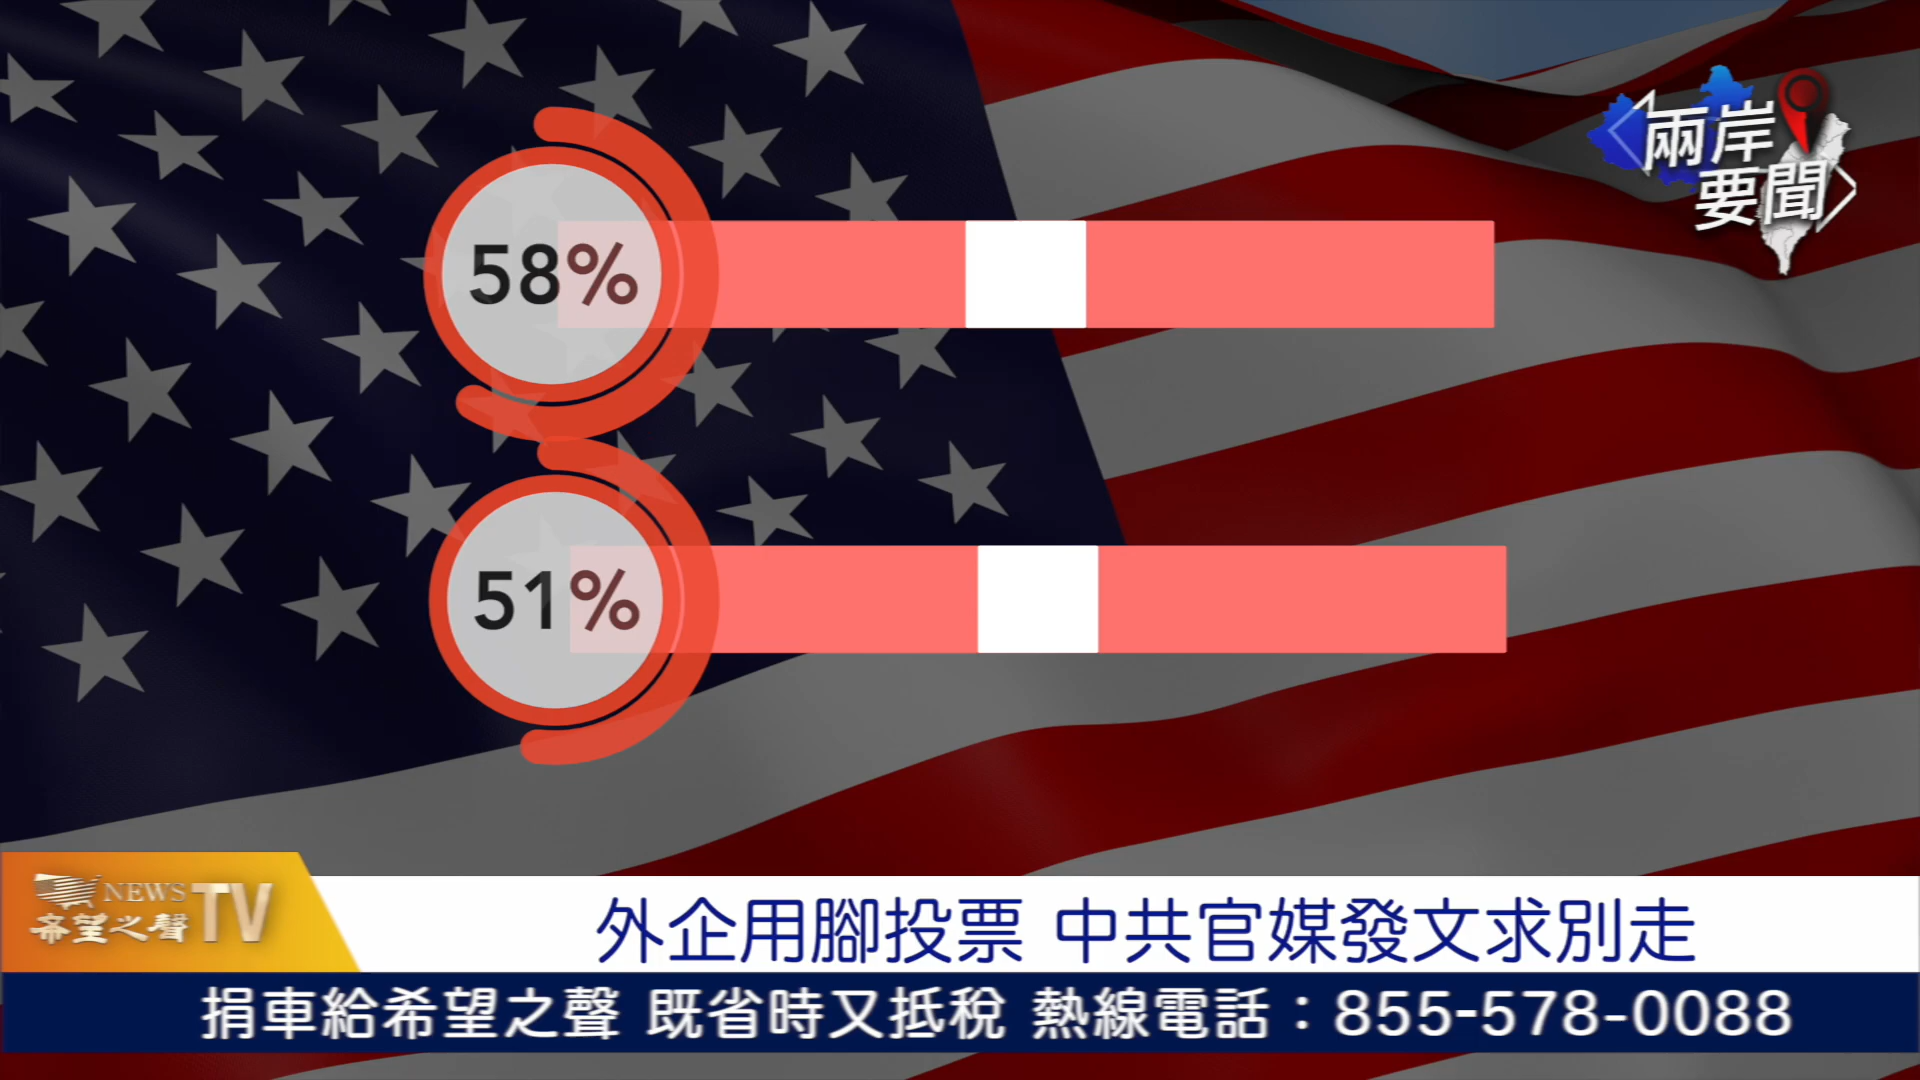 兩岸
要聞
58%
51%
NEWS
希望之聲 TV
外企用腳投票 中共官媒發文求別走
捐車給希望之聲 既省時又抵稅 熱線電話：855-578-0088